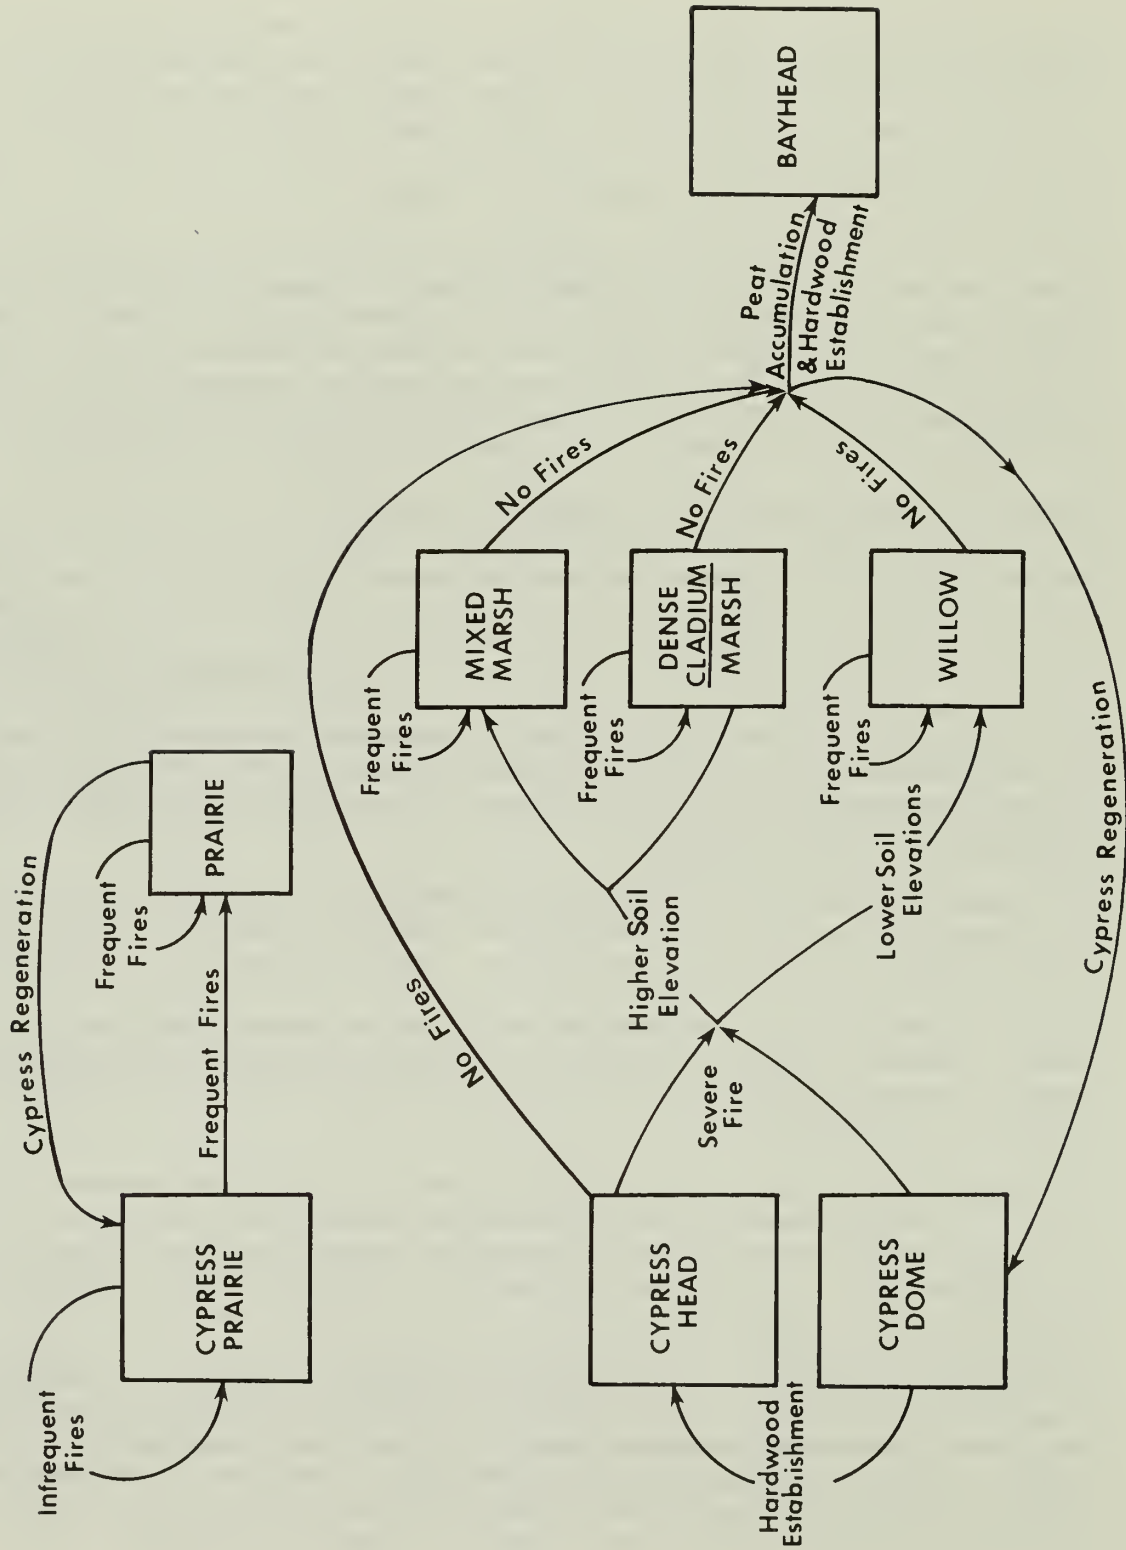 Cypress Regeneration
Infrequent
Fires
CYPRESS
PRAIRIE
Frequent Fires
Frequent
Fires
PRAIRIE
No Fires
Frequent
Fires
MIXED
MARSH
No Fires
Hardwood
Establishment
CYPRESS
HEAD
Severe
Fire
Higher Soil
Elevation
Frequent
Fires
DENSE
CLADIUM
MARSH
No Fires
Peat
Accumulation
& Hardwood
Establishment
BAYHEAD
CYPRESS
DOME
Lower Soil
Elevations
Frequent
Fires
WILLOW
No Fires
Cypress Regeneration